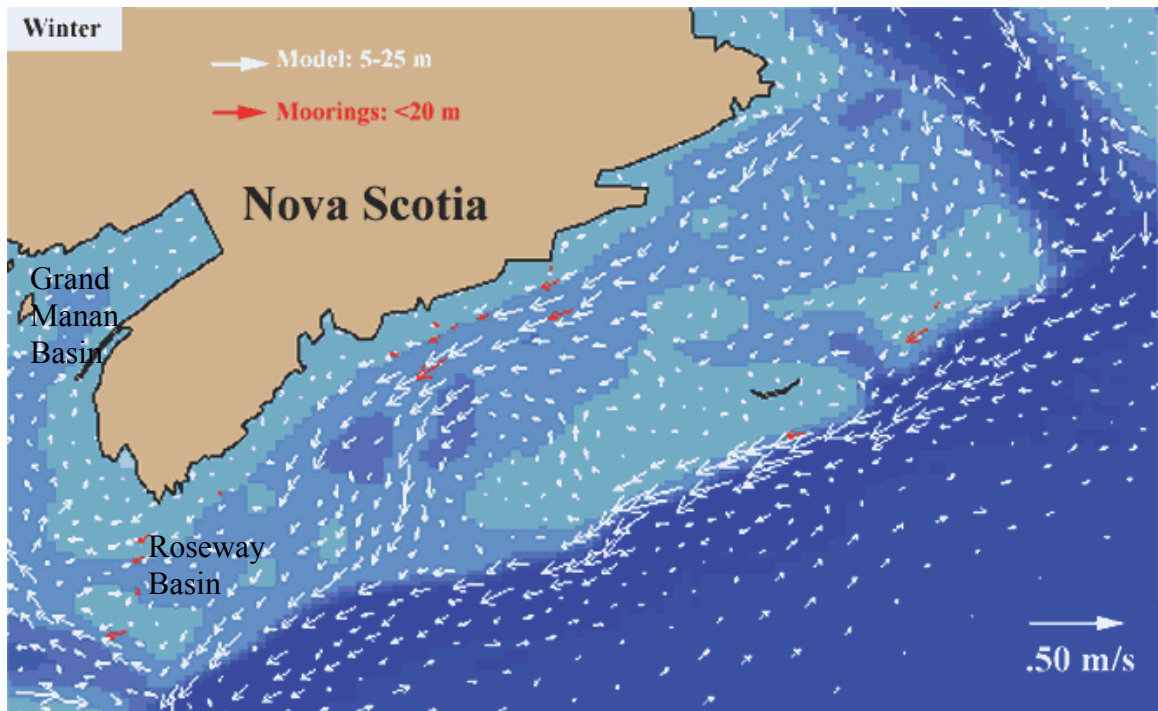 Winter
Model: 5-25 m
Moorings: <20 m
Nova Scotia
Grand
Manan
Basin
Roseway
Basin
.50 m/s